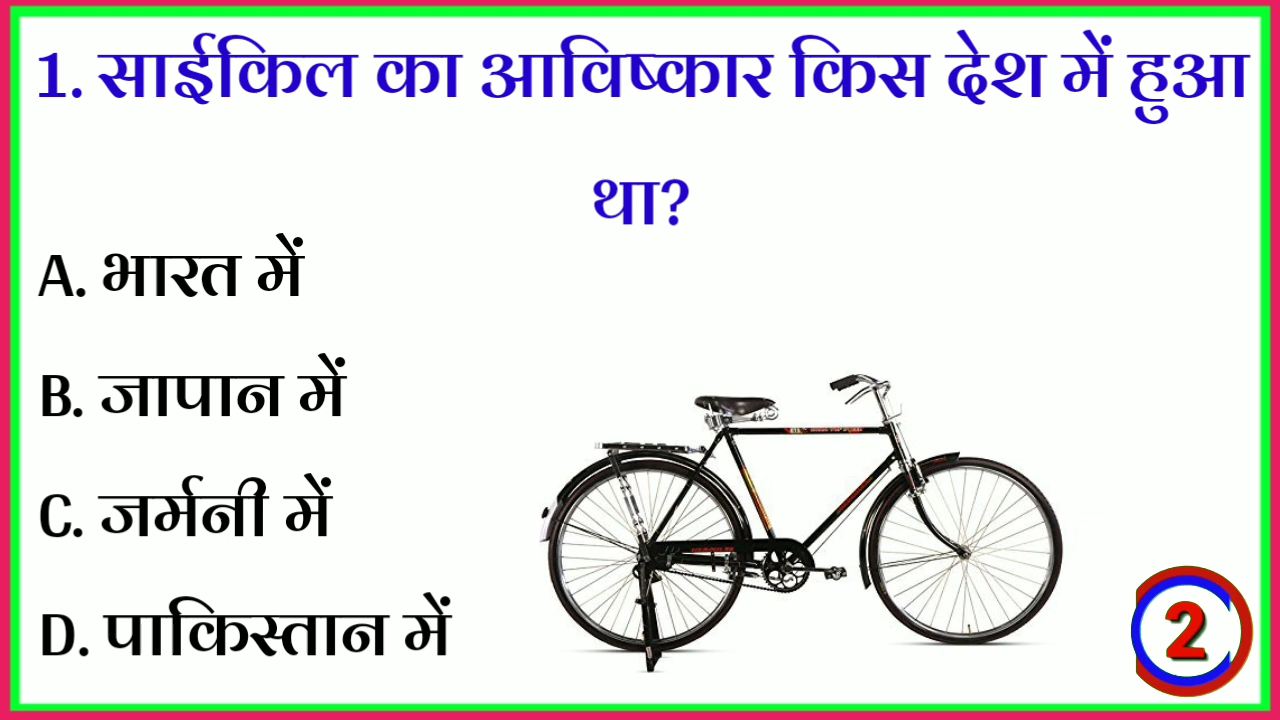 1. साईकिल का आविष्कार किस देश में हुआ
था?
A. भारत में
B. जापान में
C. जर्मनी में
D. पाकिस्तान में
2